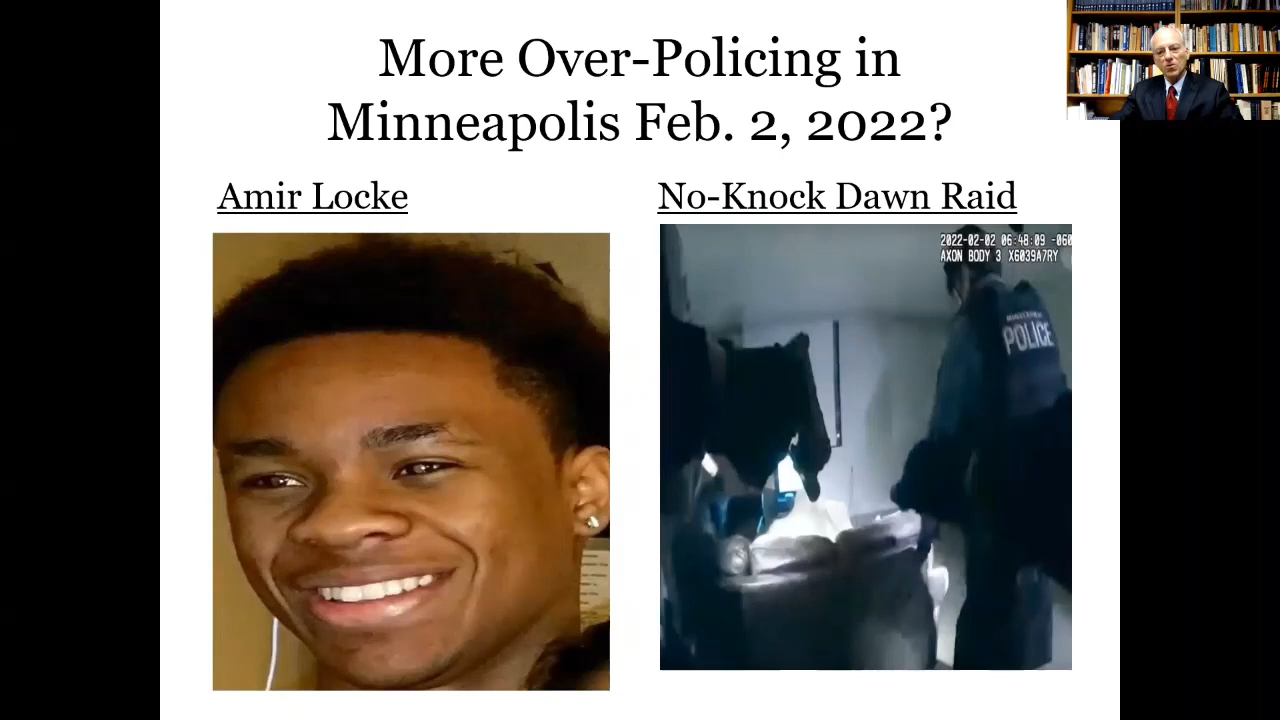 More Over-Policing in
Minneapolis Feb. 2, 2022?
Amir Locke
No-Knock Dawn Raid
2022-02-02 06:48:09 -060
AXON BODY 3 X6039A7RY
POLICE